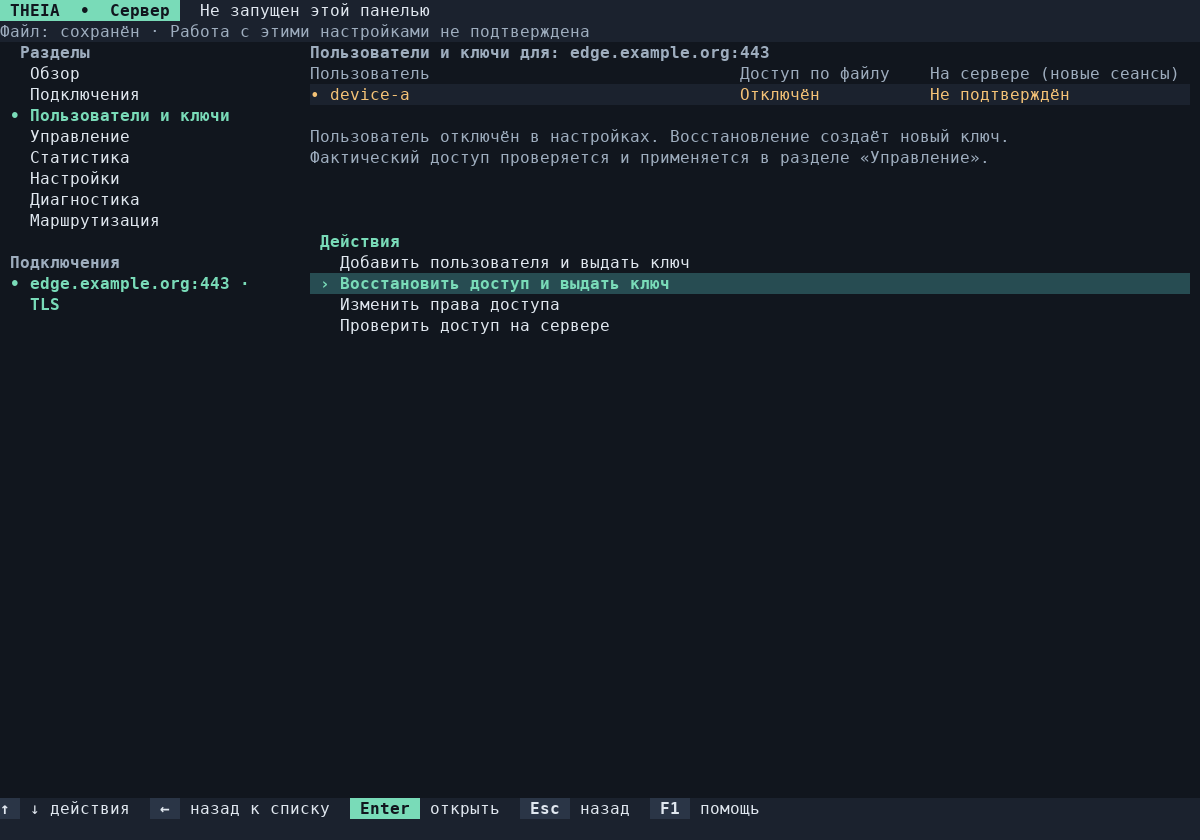 THEIA • Сервер Не запущен этой панелью
Файл: сохранён · Работа с этими настройками не подтверждена
Разделы
Обзор
Подключения
• Пользователи и ключи
Управление
Статистика
Настройки
Диагностика
Маршрутизация
Подключения
• edge.example.org:443 ·
TLS
Пользователи и ключи для: edge.example.org:443
Пользователь Доступ по файлу На сервере (новые сеансы)
• device-a Отключён Не подтверждён
Пользователь отключён в настройках. Восстановление создаёт новый ключ.
Фактический доступ проверяется и применяется в разделе «Управление».
Действия
Добавить пользователя и выдать ключ
› Восстановить доступ и выдать ключ
Изменить права доступа
Проверить доступ на сервере
↑ ↓ действия ← назад к списку Enter открыть Esc назад F1 помощь